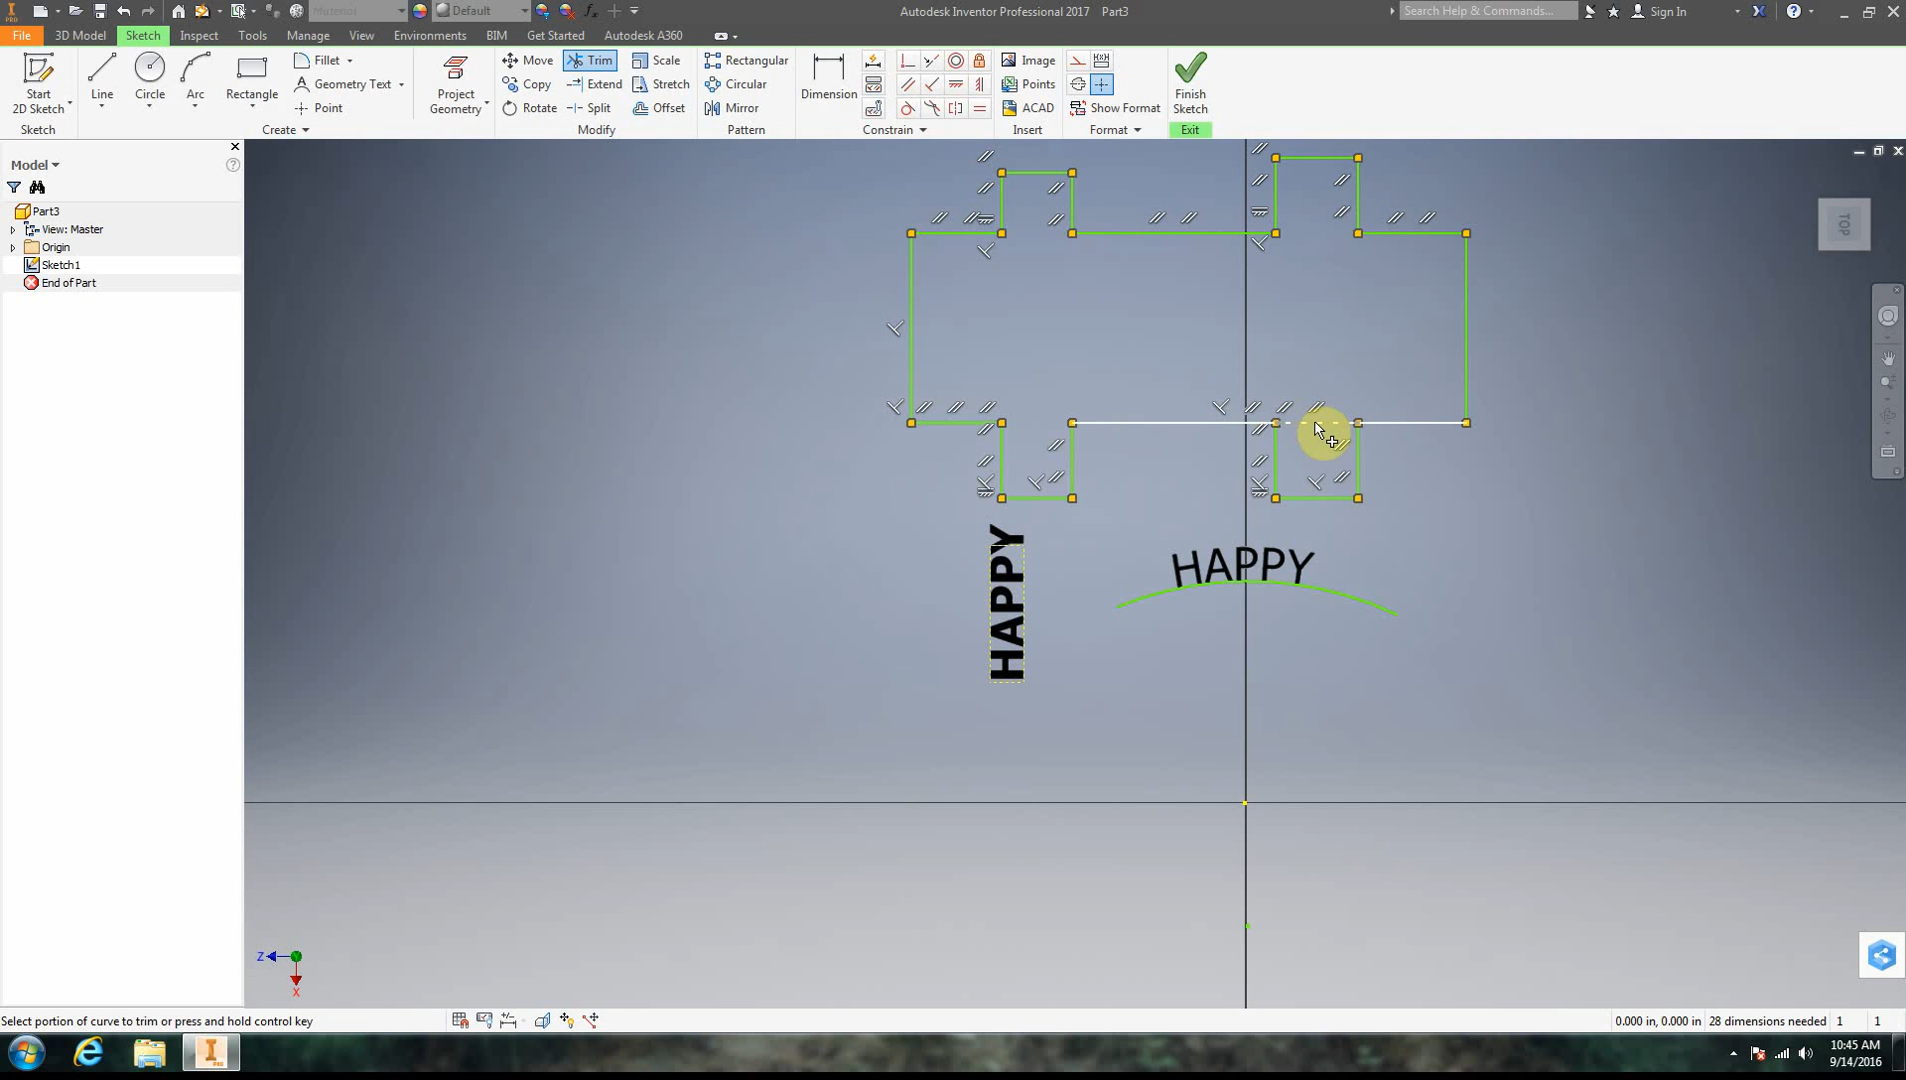 Material
Default
Autodesk Inventor Professional 2017 Part3
Search Help & Commands...
Sign In
File
3D Model
Sketch
Inspect
Tools
Manage
View
Environments
BIM
Get Started
Autodesk A360
Start
2D Sketch
Line
Circle
Arc
Rectangle
Fillet
Geometry Text
Point
Project
Geometry
Move
Copy
Rotate
Trim
Extend
Split
Scale
Stretch
Offset
Rectangular
Circular
Mirror
Dimension
Image
Points
ACAD
Show Format
Finish
Sketch
Sketch
Create
Modify
Pattern
Constrain
Insert
Format
Exit
Model
Part3
View: Master
Origin
Sketch1
End of Part
TOP
HAPPY
HAPPY
Z
X
Select portion of curve to trim or press and hold control key
0.000 in, 0.000 in 28 dimensions needed 1 1
10:45 AM
9/14/2016